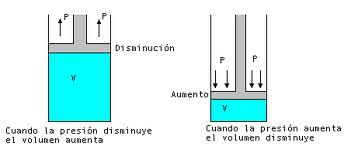 P P
Disminución
V
Cuando la presión disminuye
el volumen aumenta
P P
Aumento
V
Cuando la presión aumenta
el volumen disminuye